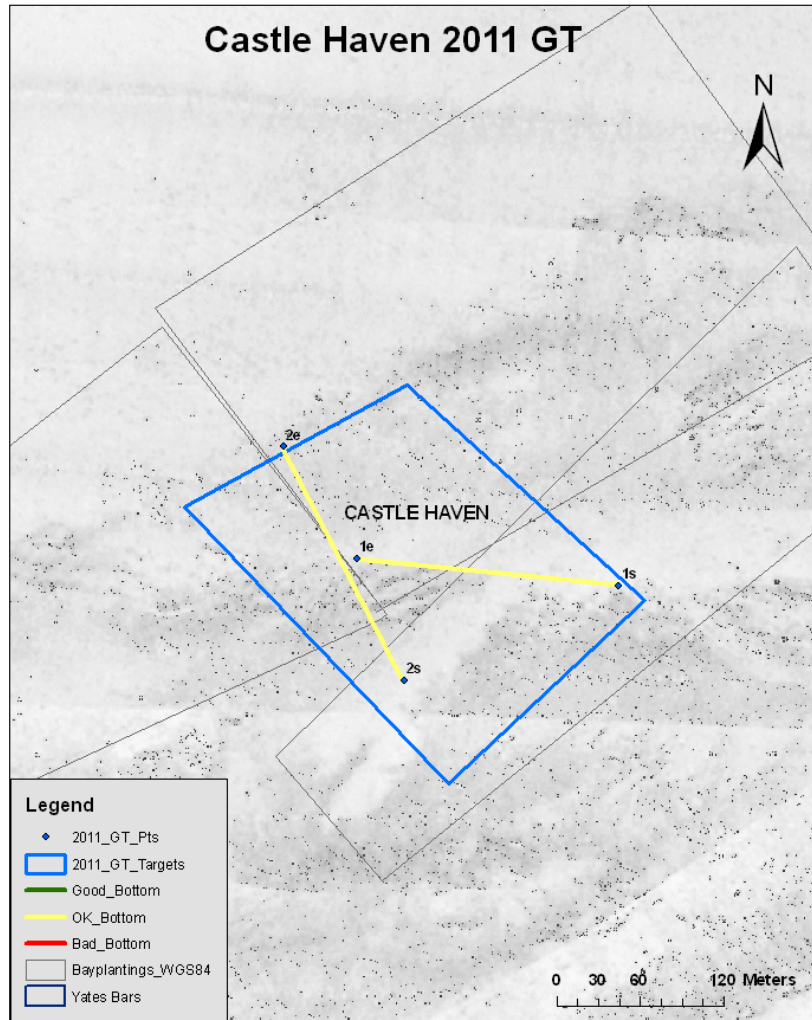 Castle Haven 2011 GT
N
2e
CASTLE HAVEN
1e
1s
2s
Legend
2011_GT_Pts
2011_GT_Targets
Good_Bottom
OK_Bottom
Bad_Bottom
Bayplantings_WGS84
Yates Bars
0 30 60 120 Meters